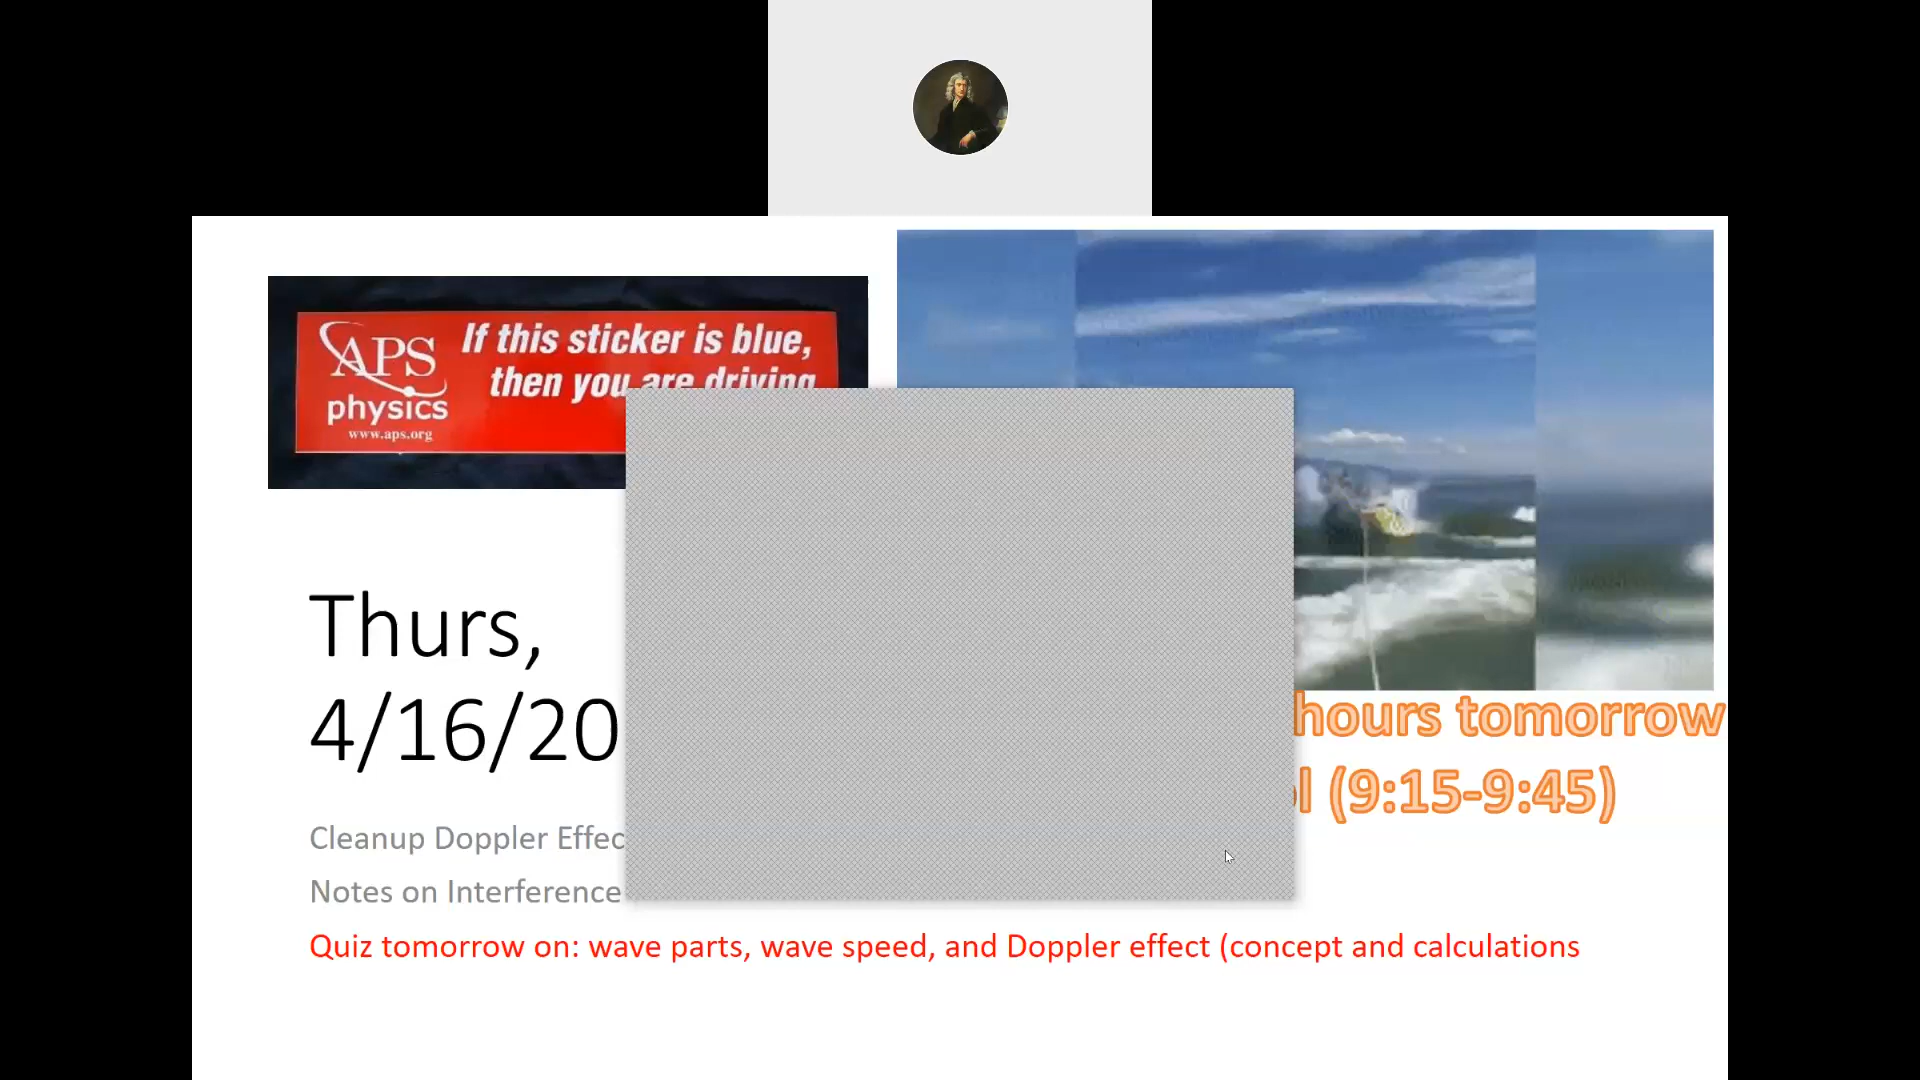 APS
physics
www.aps.org
If this sticker is blue,
then you are driving
Thurs,
4/16/20
hours tomorrow
(9:15-9:45)
Cleanup Doppler
Notes on Interference
Quiz tomorrow on: wave parts, wave speed, and Doppler effect (concept and calculations